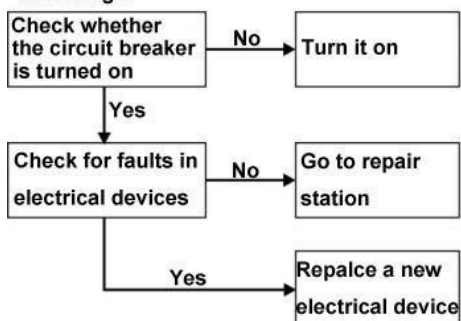 Check whether
the circuit breaker
is turned on
No
Turn it on
Yes
Check for faults in
electrical devices
No
Go to repair
station
Yes
Repalce a new
electrical device